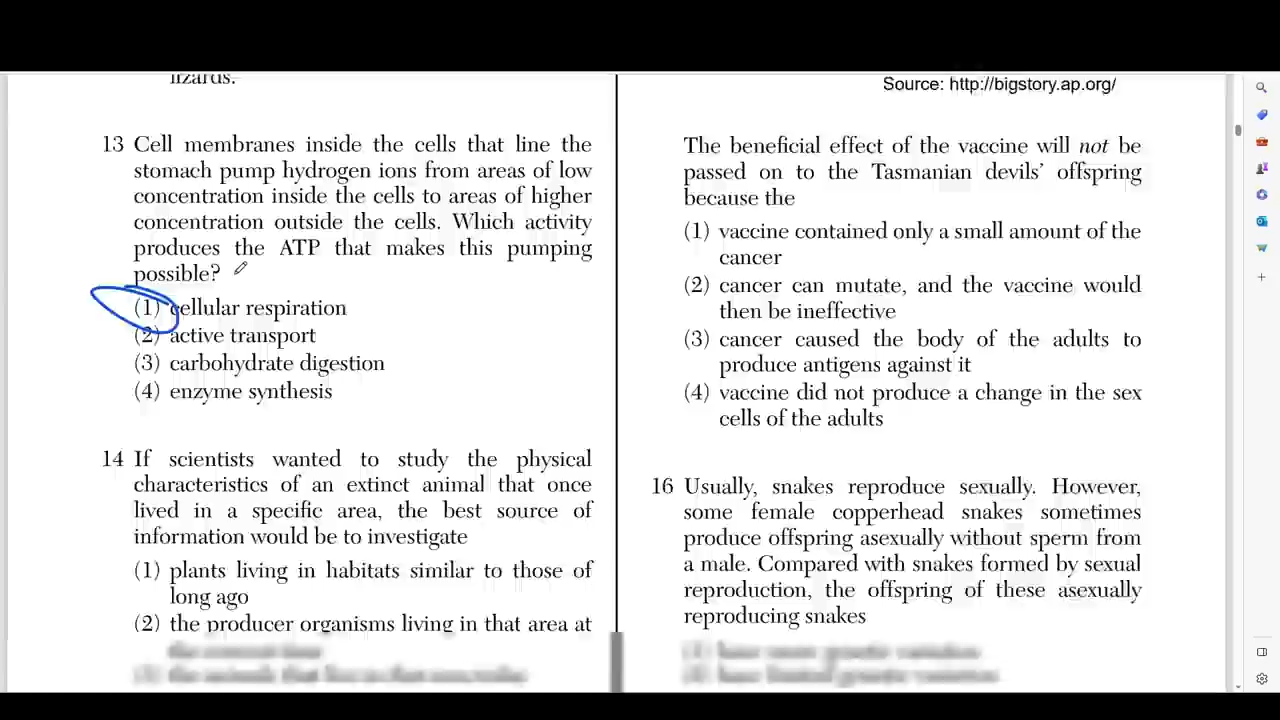 lizards.
13 Cell membranes inside the cells that line the
stomach pump hydrogen ions from areas of low
concentration inside the cells to areas of higher
concentration outside the cells. Which activity
produces the ATP that makes this pumping
possible?
(1) cellular respiration
(2) active transport
(3) carbohydrate digestion
(4) enzyme synthesis
14 If scientists wanted to study the physical
characteristics of an extinct animal that once
lived in a specific area, the best source of
information would be to investigate
(1) plants living in habitats similar to those of
long ago
(2) the producer organisms living in that area at
Source: http://bigstory.ap.org/
The beneficial effect of the vaccine will not be
passed on to the Tasmanian devils’ offspring
because the
(1) vaccine contained only a small amount of the
cancer
(2) cancer can mutate, and the vaccine would
then be ineffective
(3) cancer caused the body of the adults to
produce antigens against it
(4) vaccine did not produce a change in the sex
cells of the adults
16 Usually, snakes reproduce sexually. However,
some female copperhead snakes sometimes
produce offspring asexually without sperm from
a male. Compared with snakes formed by sexual
reproduction, the offspring of these asexually
reproducing snakes